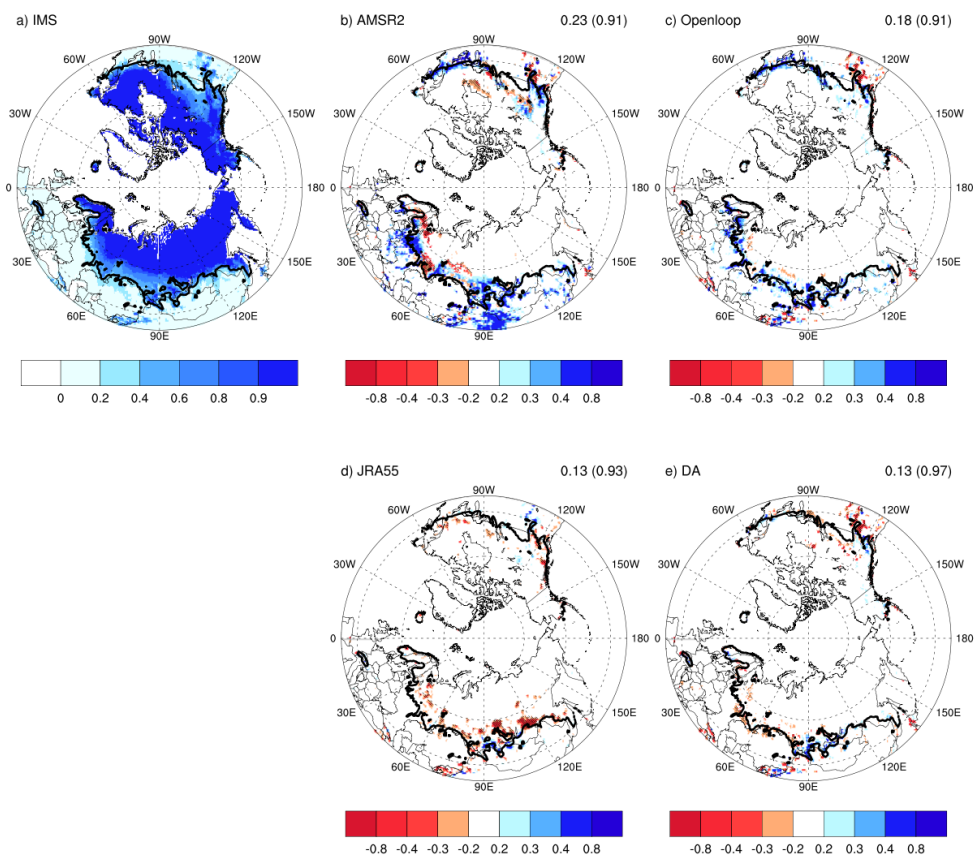 a) IMS
b) AMSR2 0.23 (0.91)
c) Openlooop 0.18 (0.91)
90W 90W 90W
60W 120W 60W 120W 60W 120W
30W 150W 30W 150W 30W 150W
0 180 0 180 0 180
30E 150E 30E 150E 30E 150E
60E 120E 60E 120E 60E 120E
90E 90E 90E
0 0.2 0.4 0.6 0.8 0.9
-0.8 -0.4 -0.3 -0.2 0.2 0.3 0.4 0.8
-0.8 -0.4 -0.3 -0.2 0.2 0.3 0.4 0.8
d) JRA55 0.13 (0.93)
e) DA 0.13 (0.97)
90W 90W
60W 120W 60W 120W
30W 150W 30W 150W
0 180 0 180
30E 150E 30E 150E
60E 120E 60E 120E
90E 90E
-0.8 -0.4 -0.3 -0.2 0.2 0.3 0.4 0.8
-0.8 -0.4 -0.3 -0.2 0.2 0.3 0.4 0.8